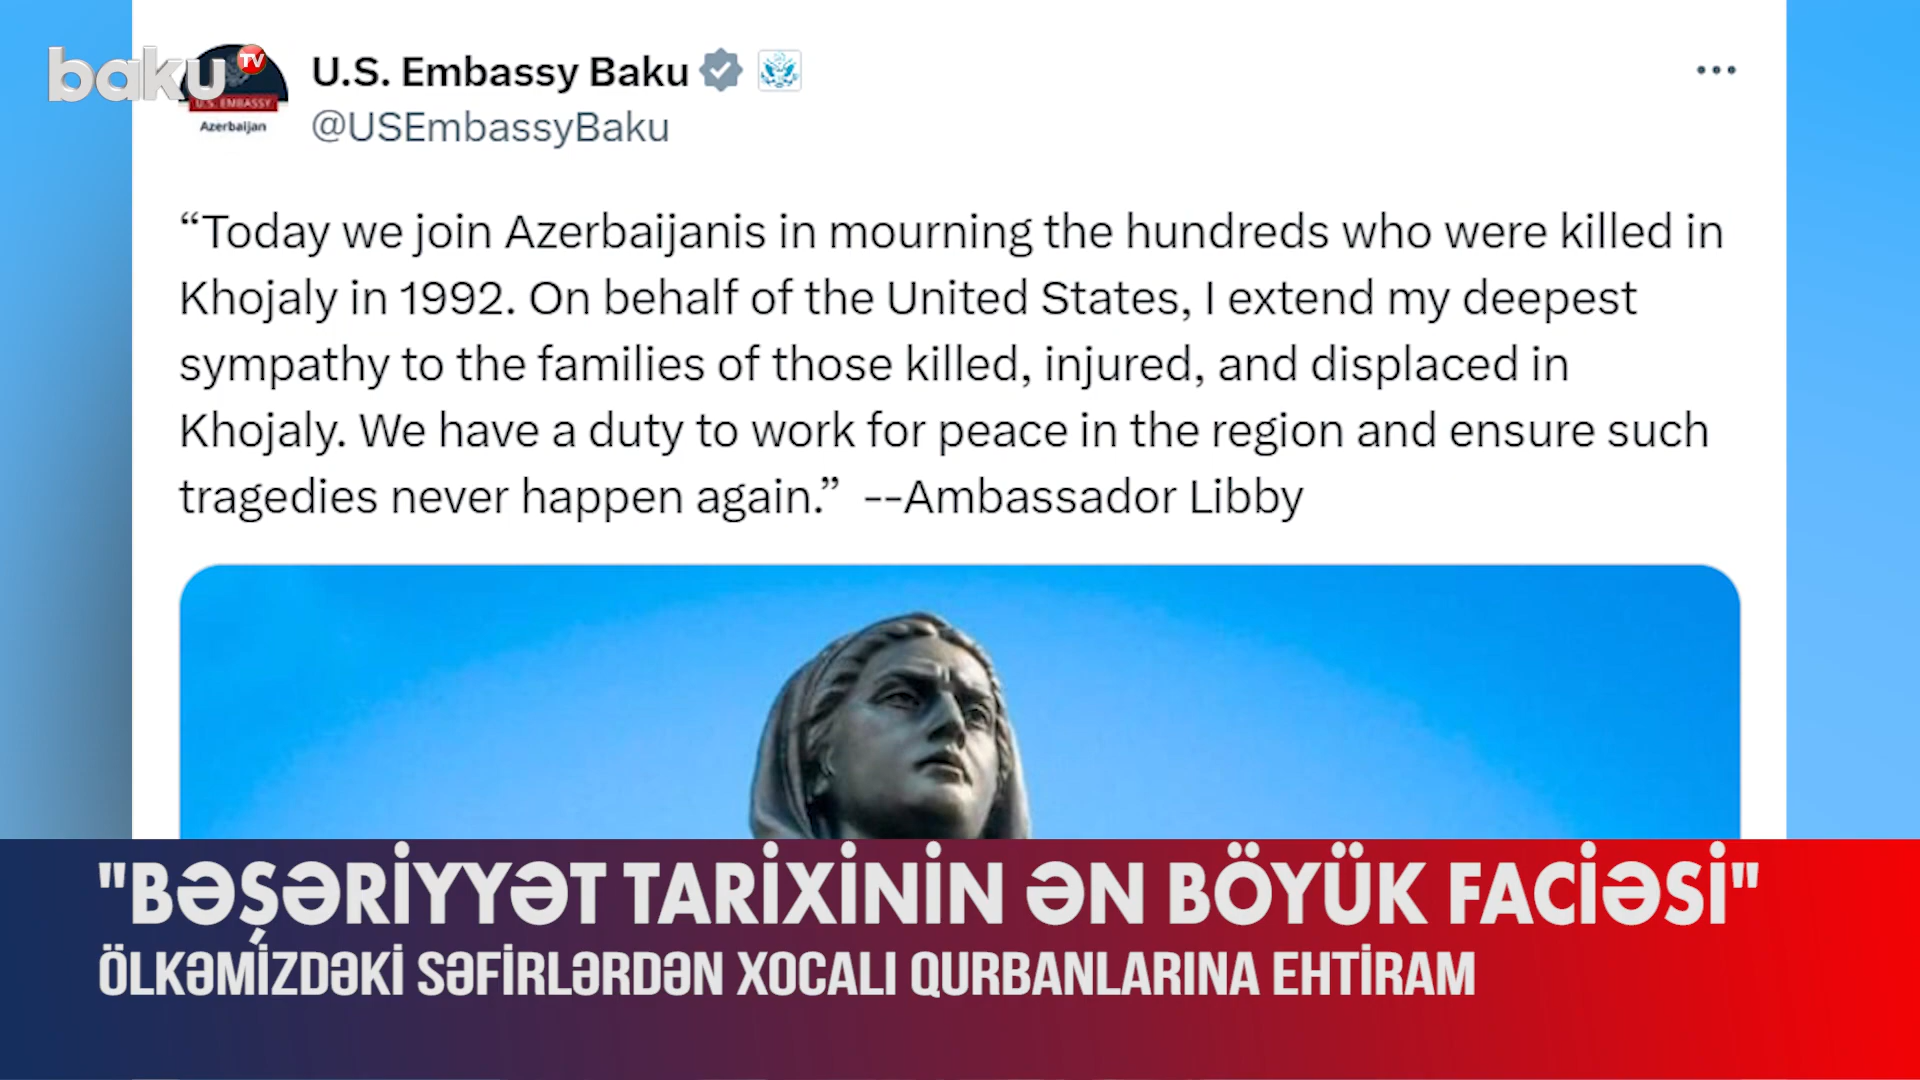 baku TV
U.S. EMBASSY
Azerbaijan
U.S. Embassy Baku
@USEmbassyBaku
“Today we join Azerbaijanis in mourning the hundreds who were killed in
Khojaly in 1992. On behalf of the United States, I extend my deepest
sympathy to the families of those killed, injured, and displaced in
Khojaly. We have a duty to work for peace in the region and ensure such
tragedies never happen again.” --Ambassador Libby
"BƏŞƏRİYYƏT TARİXİNİN ƏN BÖYÜK FACİƏSİ"
ÖLKƏMİZDƏKİ SƏFİRLƏRDƏN XOCALI QURBANLARINA EHTİRAM